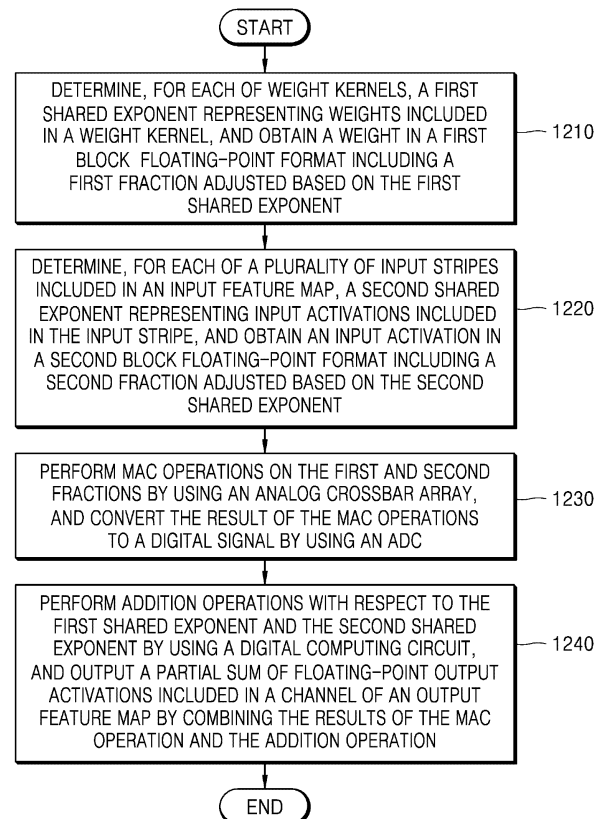 START
DETERMINE, FOR EACH OF WEIGHT KERNELS, A FIRST
SHARED EXPONENT REPRESENTING WEIGHTS INCLUDED
IN A WEIGHT KERNEL, AND OBTAIN A WEIGHT IN A FIRST
BLOCK FLOATING-POINT FORMAT INCLUDING A
FIRST FRACTION ADJUSTED BASED ON THE FIRST
SHARED EXPONENT
1210
DETERMINE, FOR EACH OF A PLURALITY OF INPUT STRIPES
INCLUDED IN AN INPUT FEATURE MAP, A SECOND SHARED
EXPONENT REPRESENTING INPUT ACTIVATIONS INCLUDED
IN THE INPUT STRIPE, AND OBTAIN AN INPUT ACTIVATION IN
A SECOND BLOCK FLOATING-POINT FORMAT INCLUDING A
SECOND FRACTION ADJUSTED BASED ON THE SECOND
SHARED EXPONENT
1220
PERFORM MAC OPERATIONS ON THE FIRST AND SECOND
FRACTIONS BY USING AN ANALOG CROSSBAR ARRAY,
AND CONVERT THE RESULT OF THE MAC OPERATIONS
TO A DIGITAL SIGNAL BY USING AN ADC
1230
PERFORM ADDITION OPERATIONS WITH RESPECT TO THE
FIRST SHARED EXPONENT AND THE SECOND SHARED
EXPONENT BY USING A DIGITAL COMPUTING CIRCUIT,
AND OUTPUT A PARTIAL SUM OF FLOATING-POINT OUTPUT
ACTIVATIONS INCLUDED IN A CHANNEL OF AN OUTPUT
FEATURE MAP BY COMBINING THE RESULTS OF THE MAC
OPERATION AND THE ADDITION OPERATION
1240
END